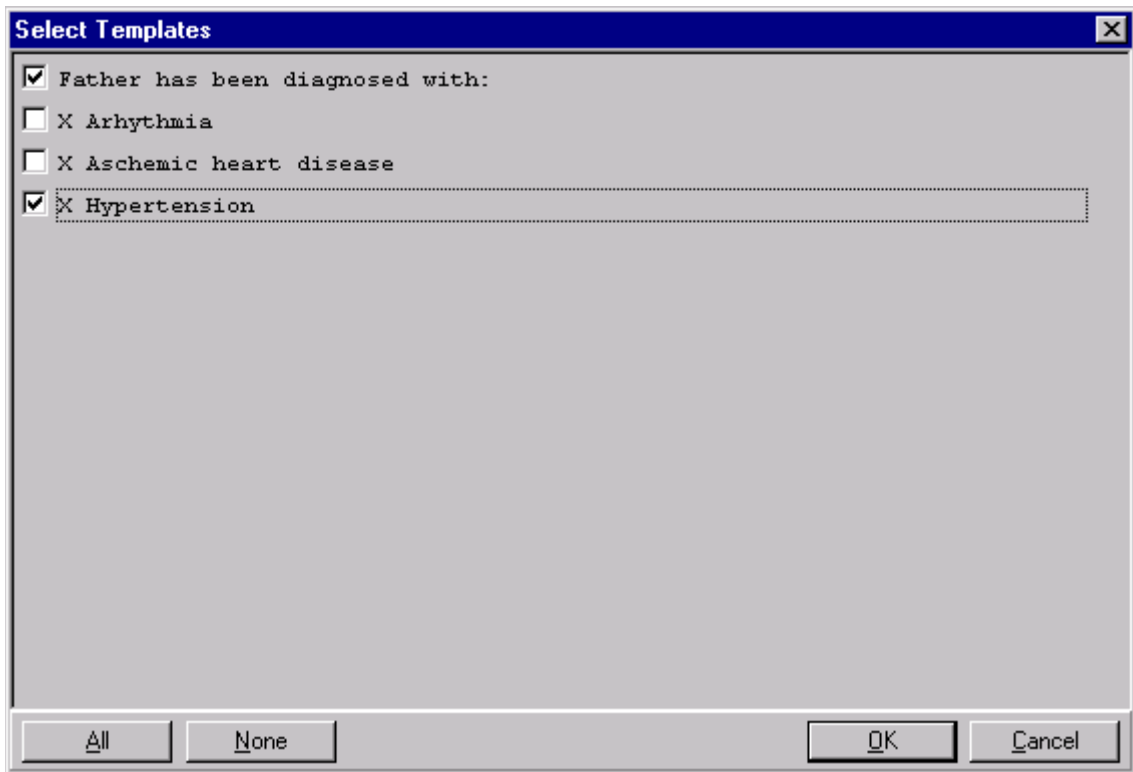 Select Templates
Father has been diagnosed with:
X Arhythmia
X Aschemic heart disease
X Hypertension
All None OK Cancel